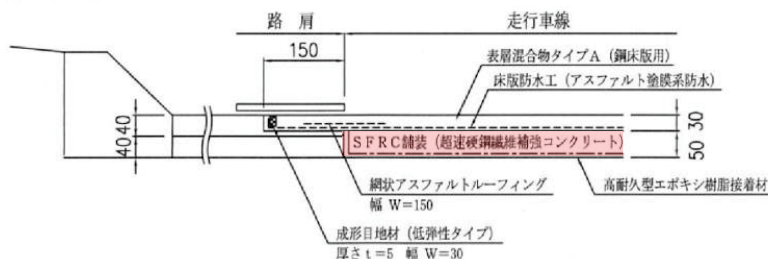 路 肩
走行車線
150
表層混合物タイプA (鋼床版用)
床版防水工 (アスファルト塗膜系防水)
40
40
30
50
SFRC舗装 (超速硬鋼繊維補強コンクリート)
網状アスファルトルーフィング
幅 W=150
高耐久型エポキシ樹脂接着材
成形目地材 (低弾性タイプ)
厚さ t=5 幅 W=30